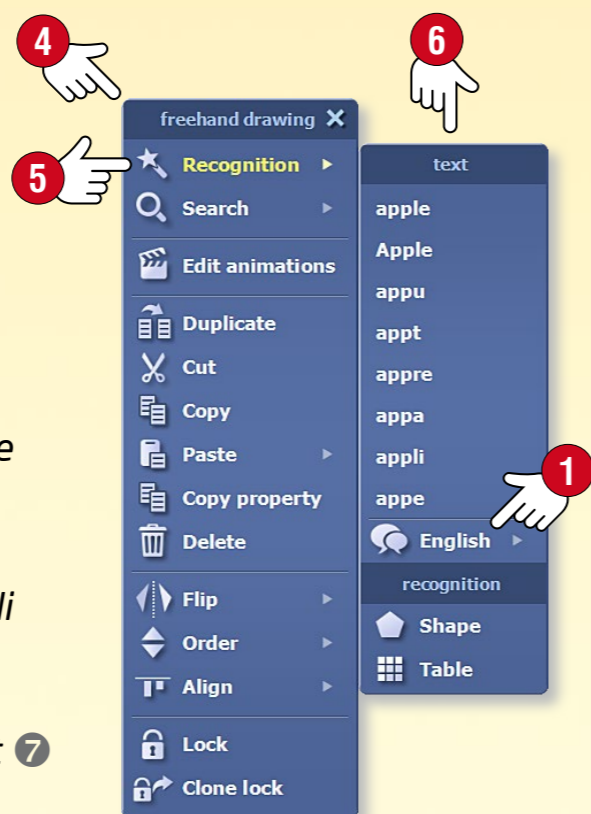 4
6
5
freehand drawing
Recognition
Search
Edit animations
Duplicate
Cut
Copy
Paste
Copy property
Delete
Flip
Order
Align
Lock
Clone lock
text
apple
Apple
appu
appt
appre
appa
appli
appe
1
English
recognition
Shape
Table
e
7